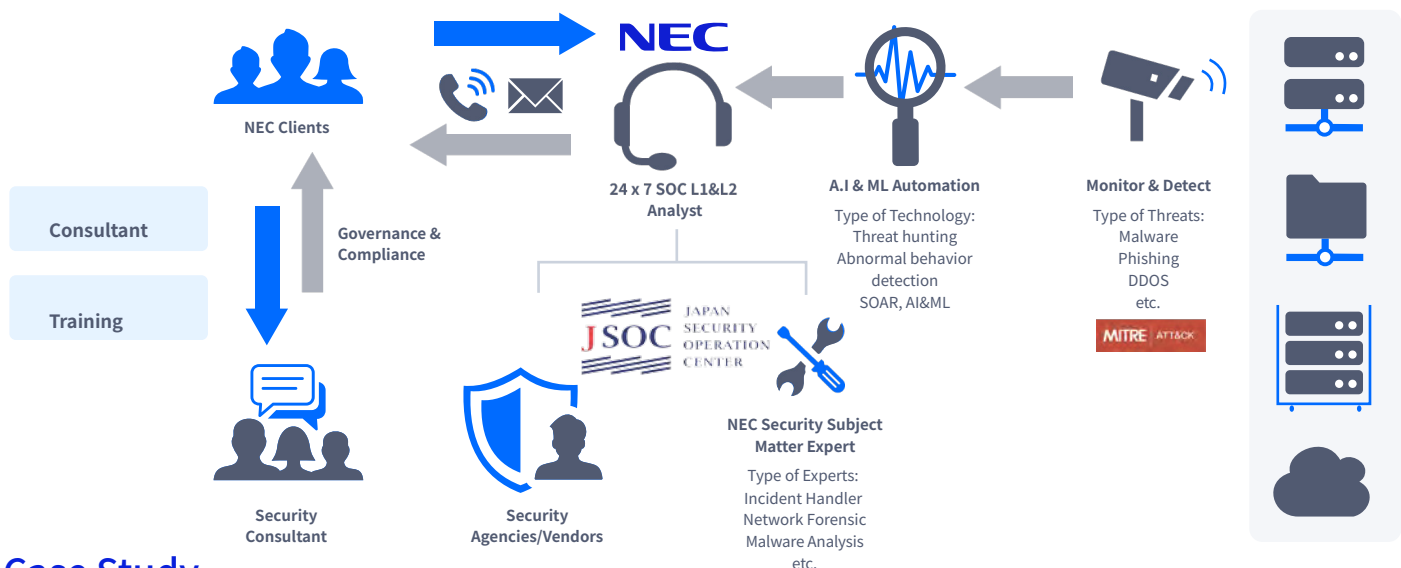 NEC
NEC Clients
24 x 7 SOC L1&L2
Analyst
A.I & ML Automation
Type of Technology:
Threat hunting
Abnormal behavior
detection
SOAR, AI&ML
Monitor & Detect
Type of Threats:
Malware
Phishing
DDOS
etc.
MITRE ATT&CK
Consultant
Training
Governance &
Compliance
JSOC
JAPAN
SECURITY
OPERATION
CENTER
Security
Consultant
Security
Agencies/Vendors
NEC Security Subject
Matter Expert
Type of Experts:
Incident Handler
Network Forensic
Malware Analysis
etc.
Case Study